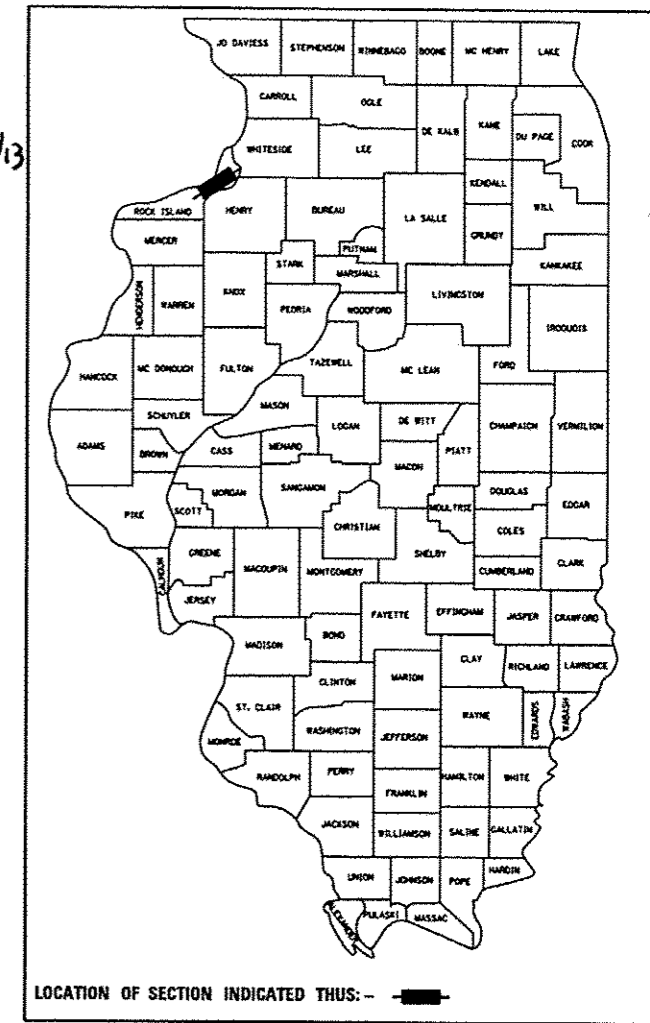 JO DAVIESS STEPHENSON WINNEBAGO BOONE MC HENRY LAKE
CARROLL OGLE
DE KALB KANE DU PAGE COOK
/13
WHITESIDE LEE
KENDALL
WILL
ROCK ISLAND HENRY BUREAU LA SALLE
GRUNDY
MERCER PUTNAM
STARK MARSHALL KANKAKEE
HENDERSON WARREN KNOX LIVINGSTON
PEORIA WOODFORD IROQUOIS
TAZEWELL
HANCOCK MC DONOUGH FULTON MC LEAN FORD
MASON
SCHUYLER
LOGAN DE WITT CHAMPAIGN VERMILION
ADAMS BROWN CASS MENARD PIATT
MACON
MORGAN SANGAMON DOUGLAS EDGAR
PIKE SCOTT MOULTRIE
CHRISTIAN COLES
GREENE SHELBY
CALHOUN MACOUPIN MONTGOMERY CUMBERLAND CLARK
JERSEY
FAYETTE EFFINGHAM JASPER CRAWFORD
MADISON BOND
CLAY RICHLAND LAWRENCE
CLINTON MARION
ST. CLAIR
WAYNE EDWARDS WABASH
MONROE WASHINGTON JEFFERSON
RANDOLPH PERRY HAMILTON WHITE
FRANKLIN
JACKSON WILLIAMSON SALINE GALLATIN
UNION JOHNSON POPE HARDIN
ALEXANDER PULASKI MASSAC
LOCATION OF SECTION INDICATED THUS: -